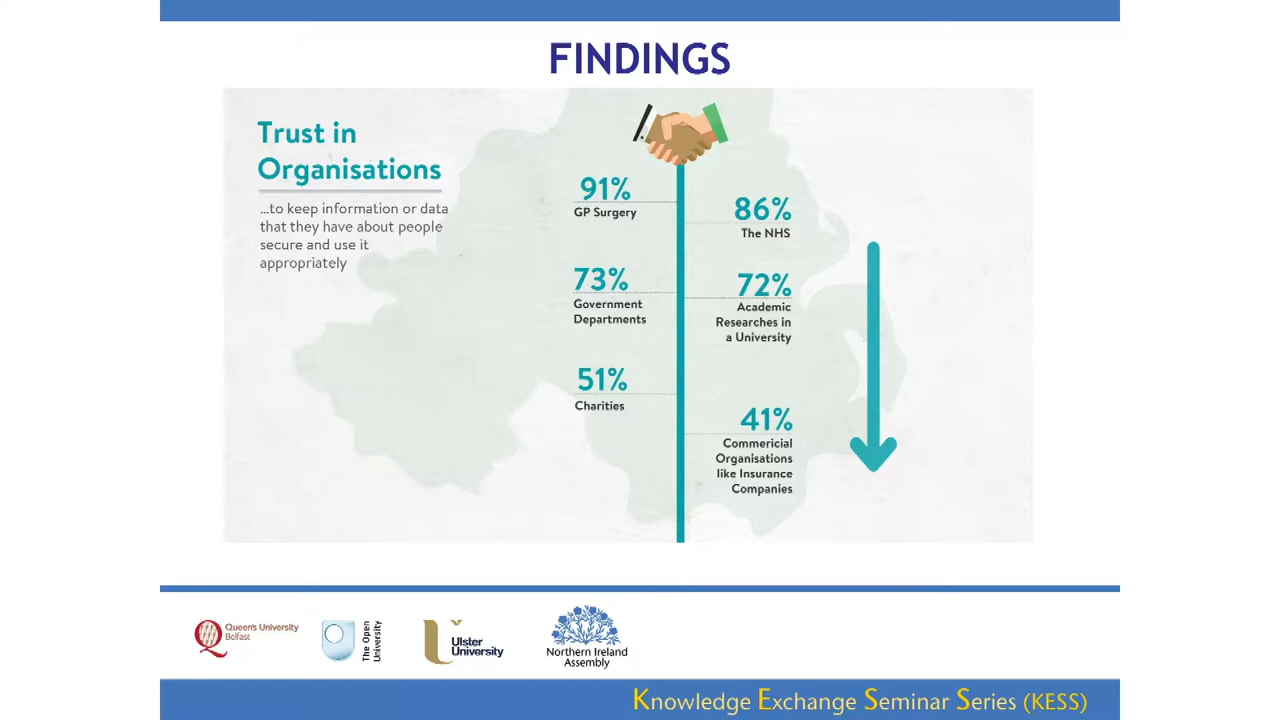 FINDINGS
Trust in
Organisations
...to keep information or data
that they have about people
secure and use it
appropriately
91%
GP Surgery
86%
The NHS
73%
Government
Departments
72%
Academic
Researches in
a University
51%
Charities
41%
Commericial
Organisations
like Insurance
Companies
Queen's University
Belfast
The Open
University
Ulster
University
Northern Ireland
Assembly
Knowledge Exchange Seminar Series (KESS)